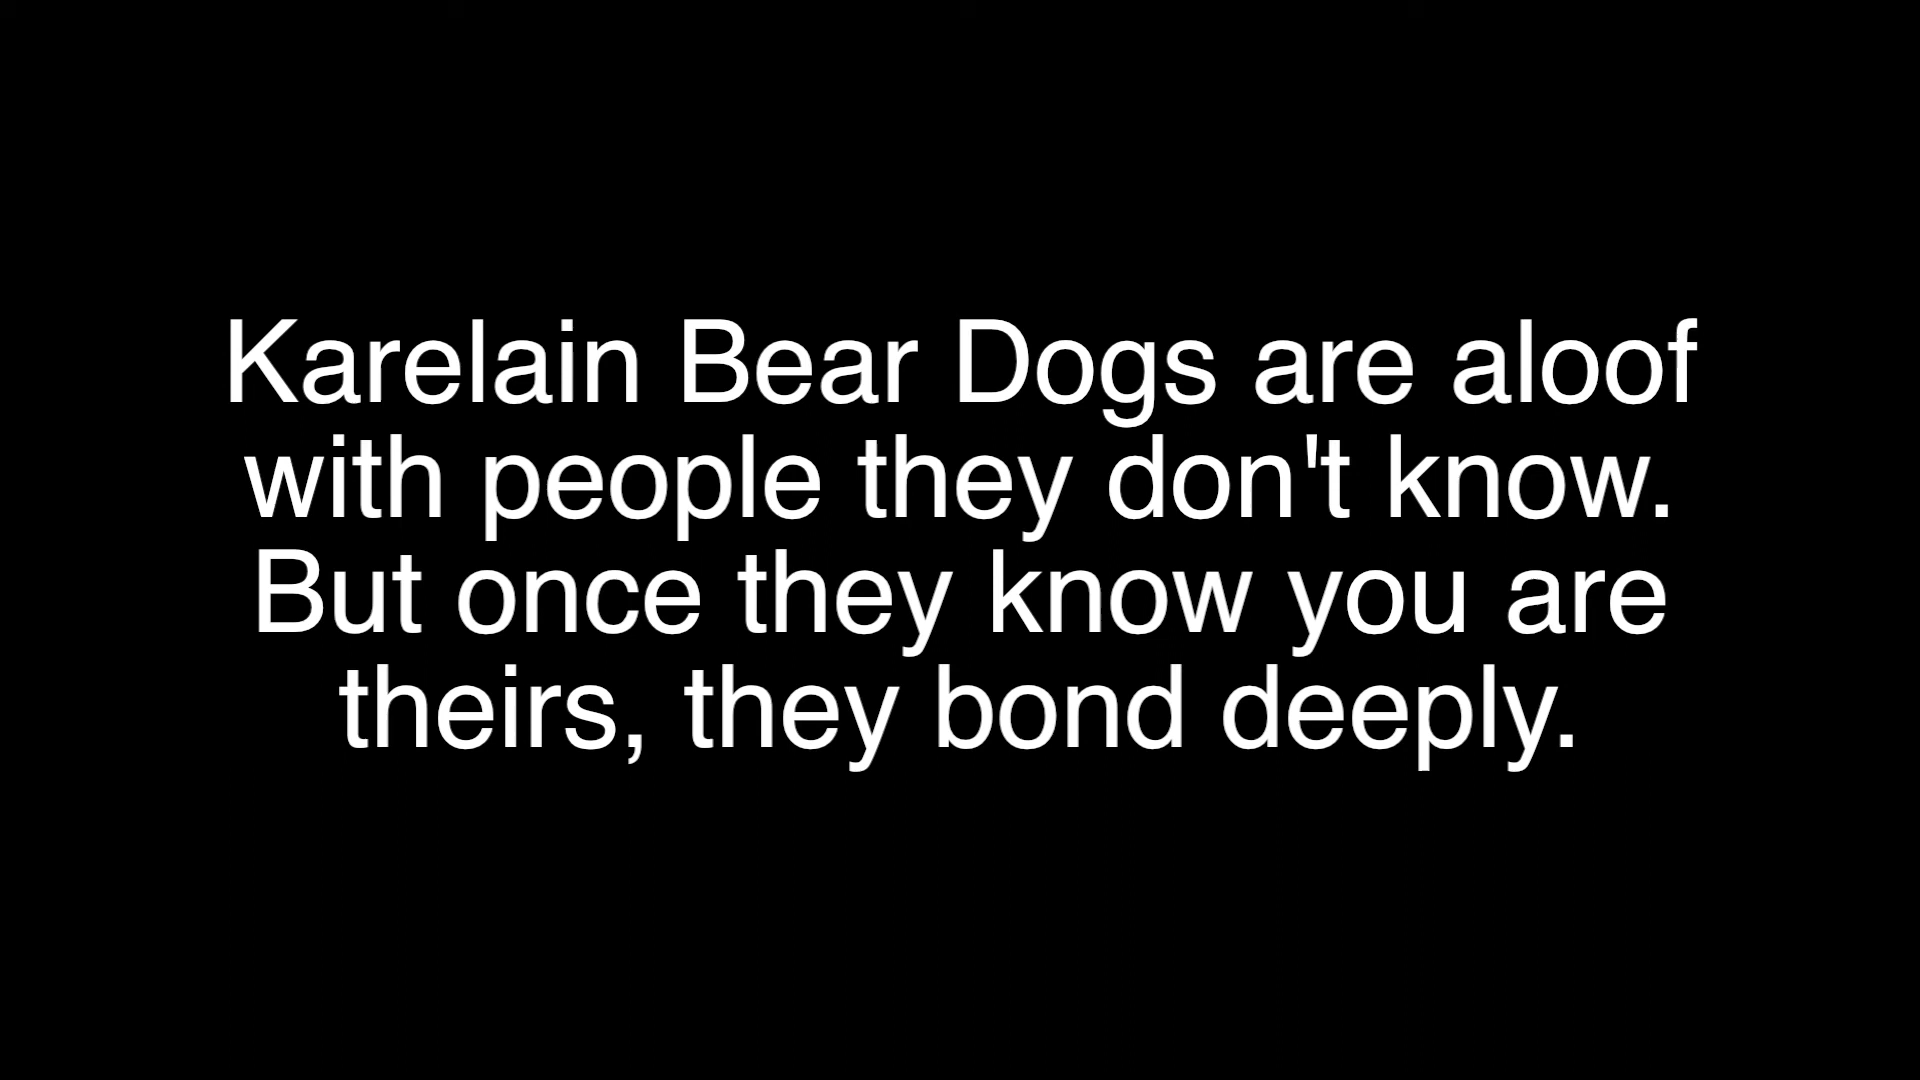 Karelain Bear Dogs are aloof
with people they don't know.
But once they know you are
theirs, they bond deeply.